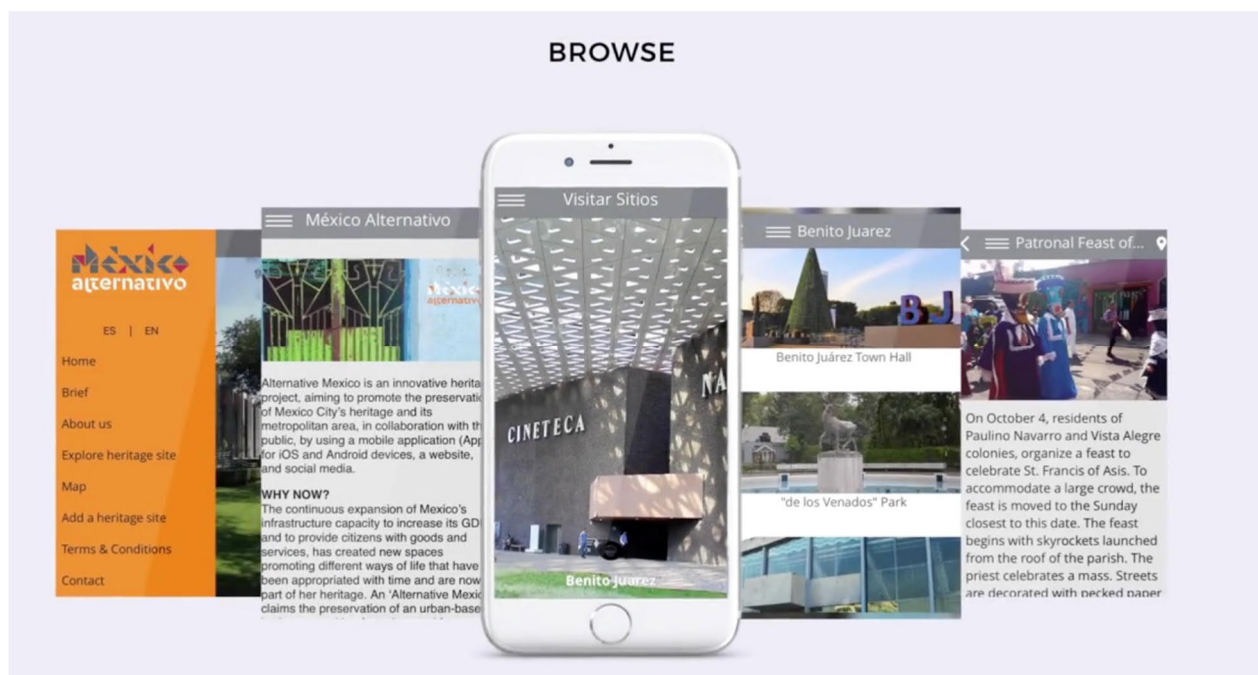 BROWSE
México
alternativo
ES | EN
Home
Brief
About us
Explore heritage site
Map
Add a heritage site
Terms & Conditions
Contact
México Alternativo
México
alternativ
Alternative Mexico is an innovative herita
project, aiming to promote the preservatic
of Mexico City's heritage and its
metropolitan area, in collaboration with th
public, by using a mobile application (App
for iOS and Android devices, a website,
and social media.
WHY NOW?
The continuous expansion of Mexico's
infrastructure capacity to increase its GD
and to provide citizens with goods and
services, has created new spaces
promoting different ways of life that have
been appropriated with time and are now
part of her heritage. An 'Alternative Mexic
claims the preservation of an urban-base
Visitar Sitios
CINETECA
NA
Benito Juarez
Benito Juarez
BJ
Benito Juárez Town Hall
"de los Venados" Park
Patronal Feast of...
On October 4, residents of
Paulino Navarro and Vista Alegre
colonies, organize a feast to
celebrate St. Francis of Asis. To
accommodate a large crowd, the
feast is moved to the Sunday
closest to this date. The feast
begins with skyrockets launched
from the roof of the parish. The
priest celebrates a mass. Streets
are decorated with pecked paper